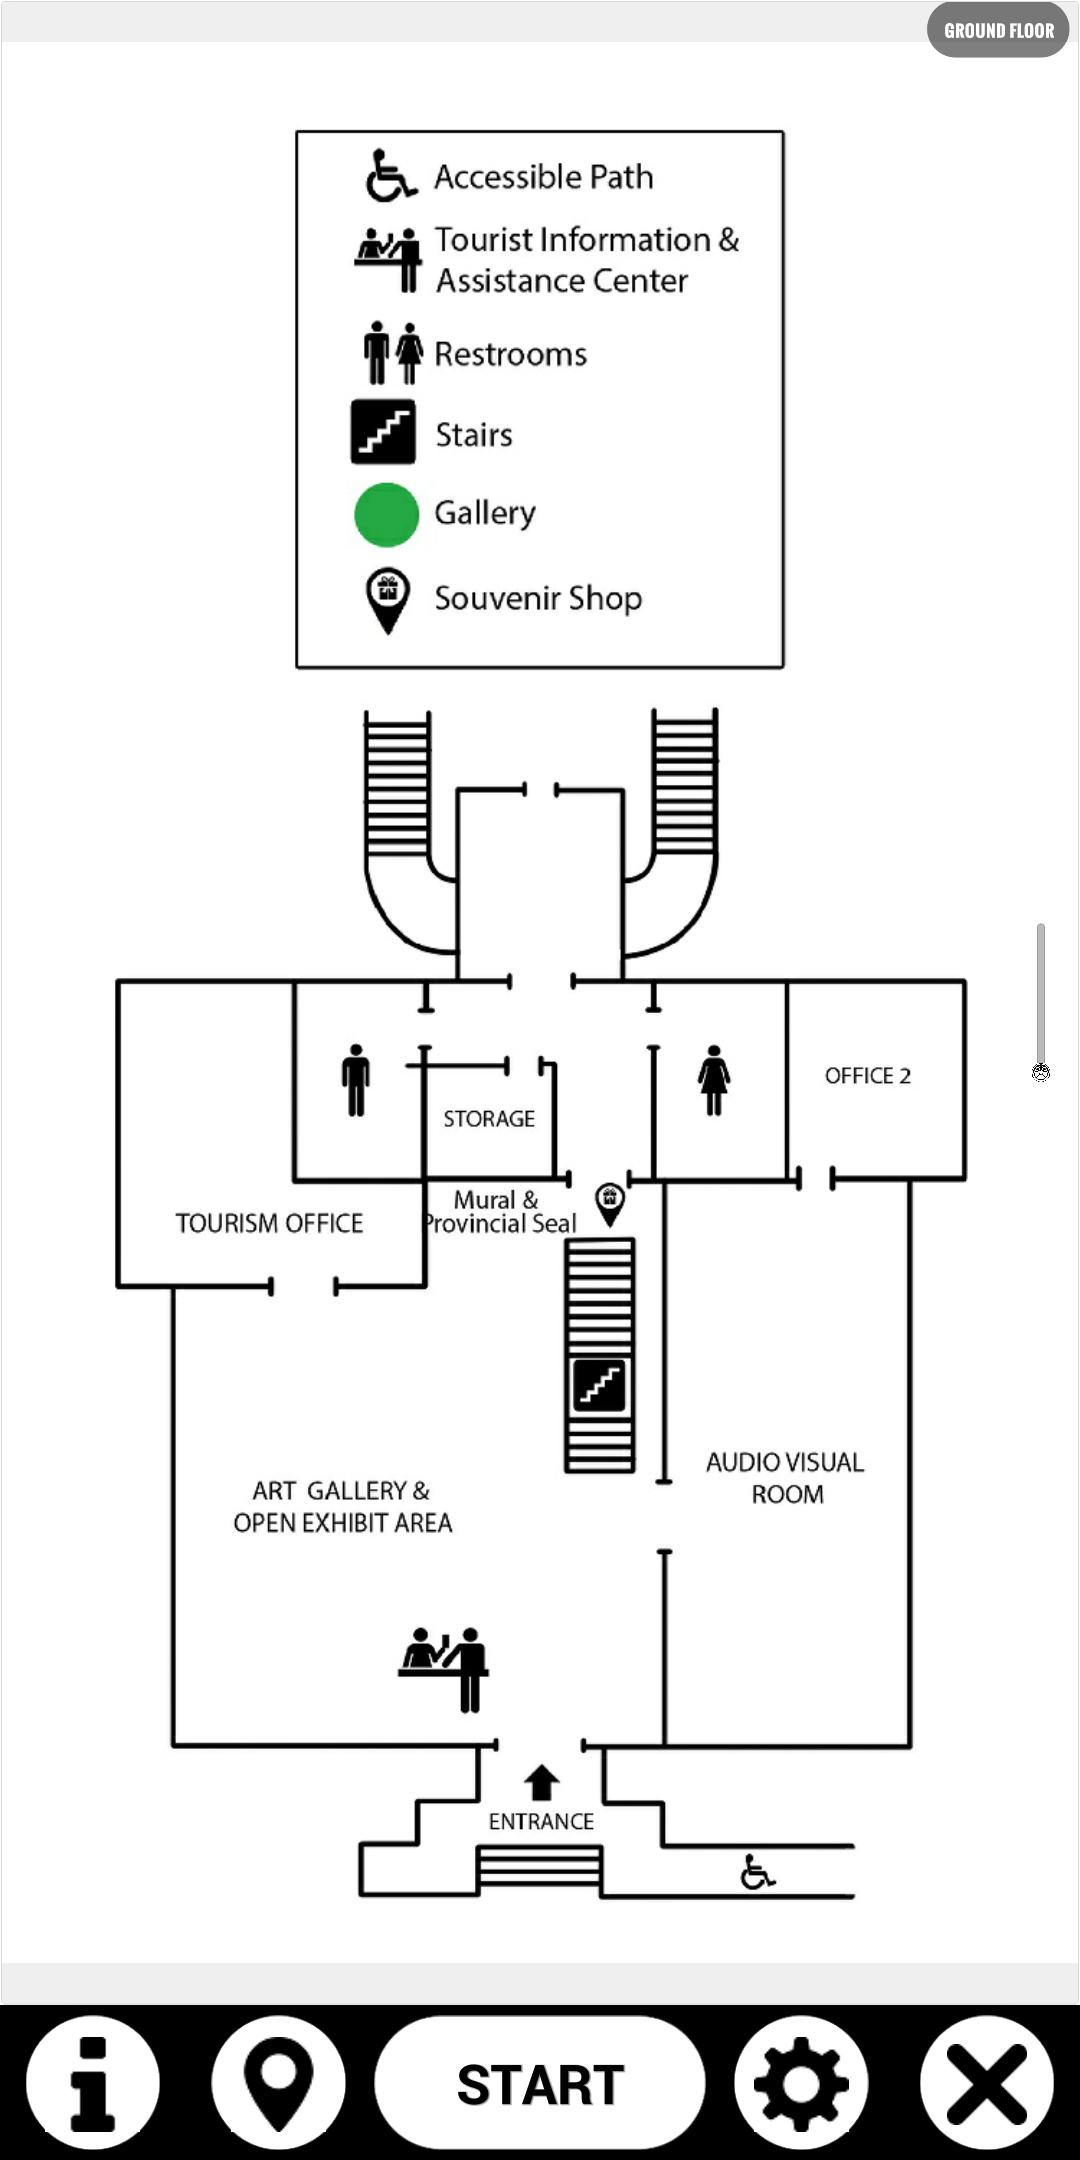 GROUND FLOOR
Accessible Path
Tourist Information &
Assistance Center
Restrooms
Stairs
Gallery
Souvenir Shop
OFFICE 2
STORAGE
Mural &
Provincial Seal
TOURISM OFFICE
AUDIO VISUAL
ROOM
ART GALLERY &
OPEN EXHIBIT AREA
ENTRANCE
START